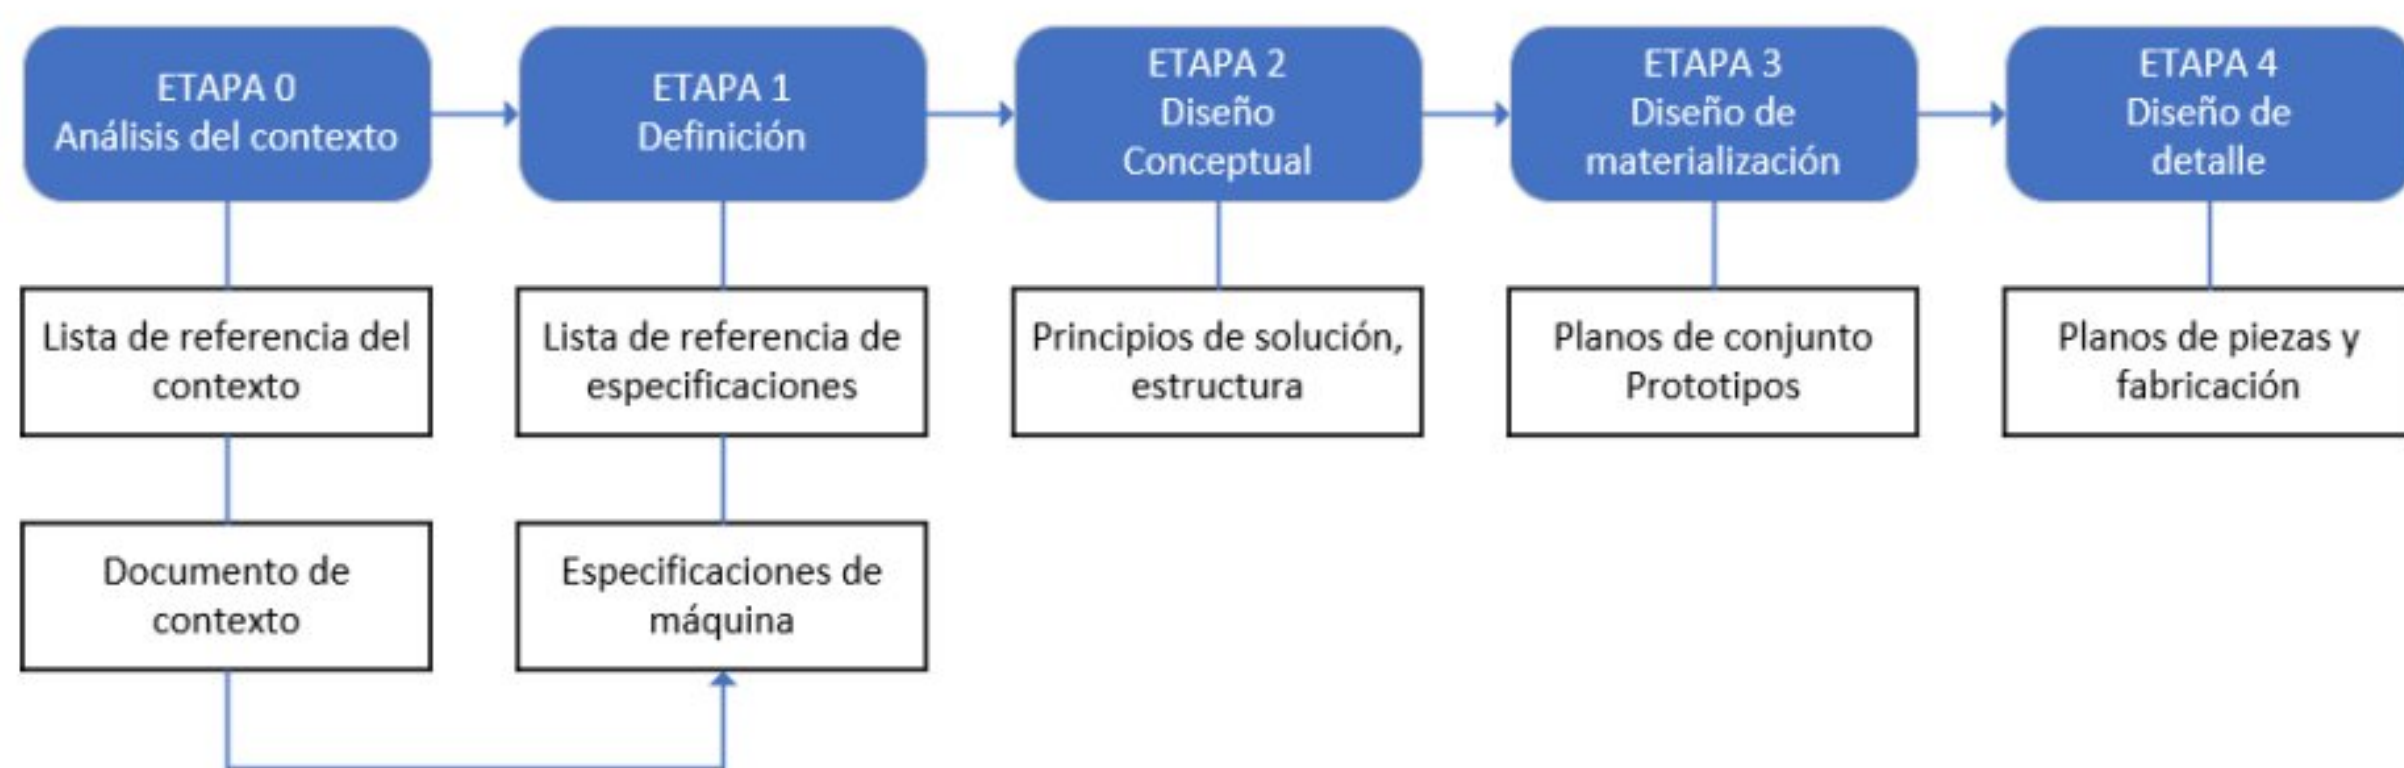 ETAPA 0
Análisis del contexto
ETAPA 1
Definición
ETAPA 2
Diseño
Conceptual
ETAPA 3
Diseño de
materialización
ETAPA 4
Diseño de
detalle
Lista de referencia del
contexto
Lista de referencia de
especificaciones
Principios de solución,
estructura
Planos de conjunto
Prototipos
Planos de piezas y
fabricación
Documento de
contexto
Especificaciones de
máquina